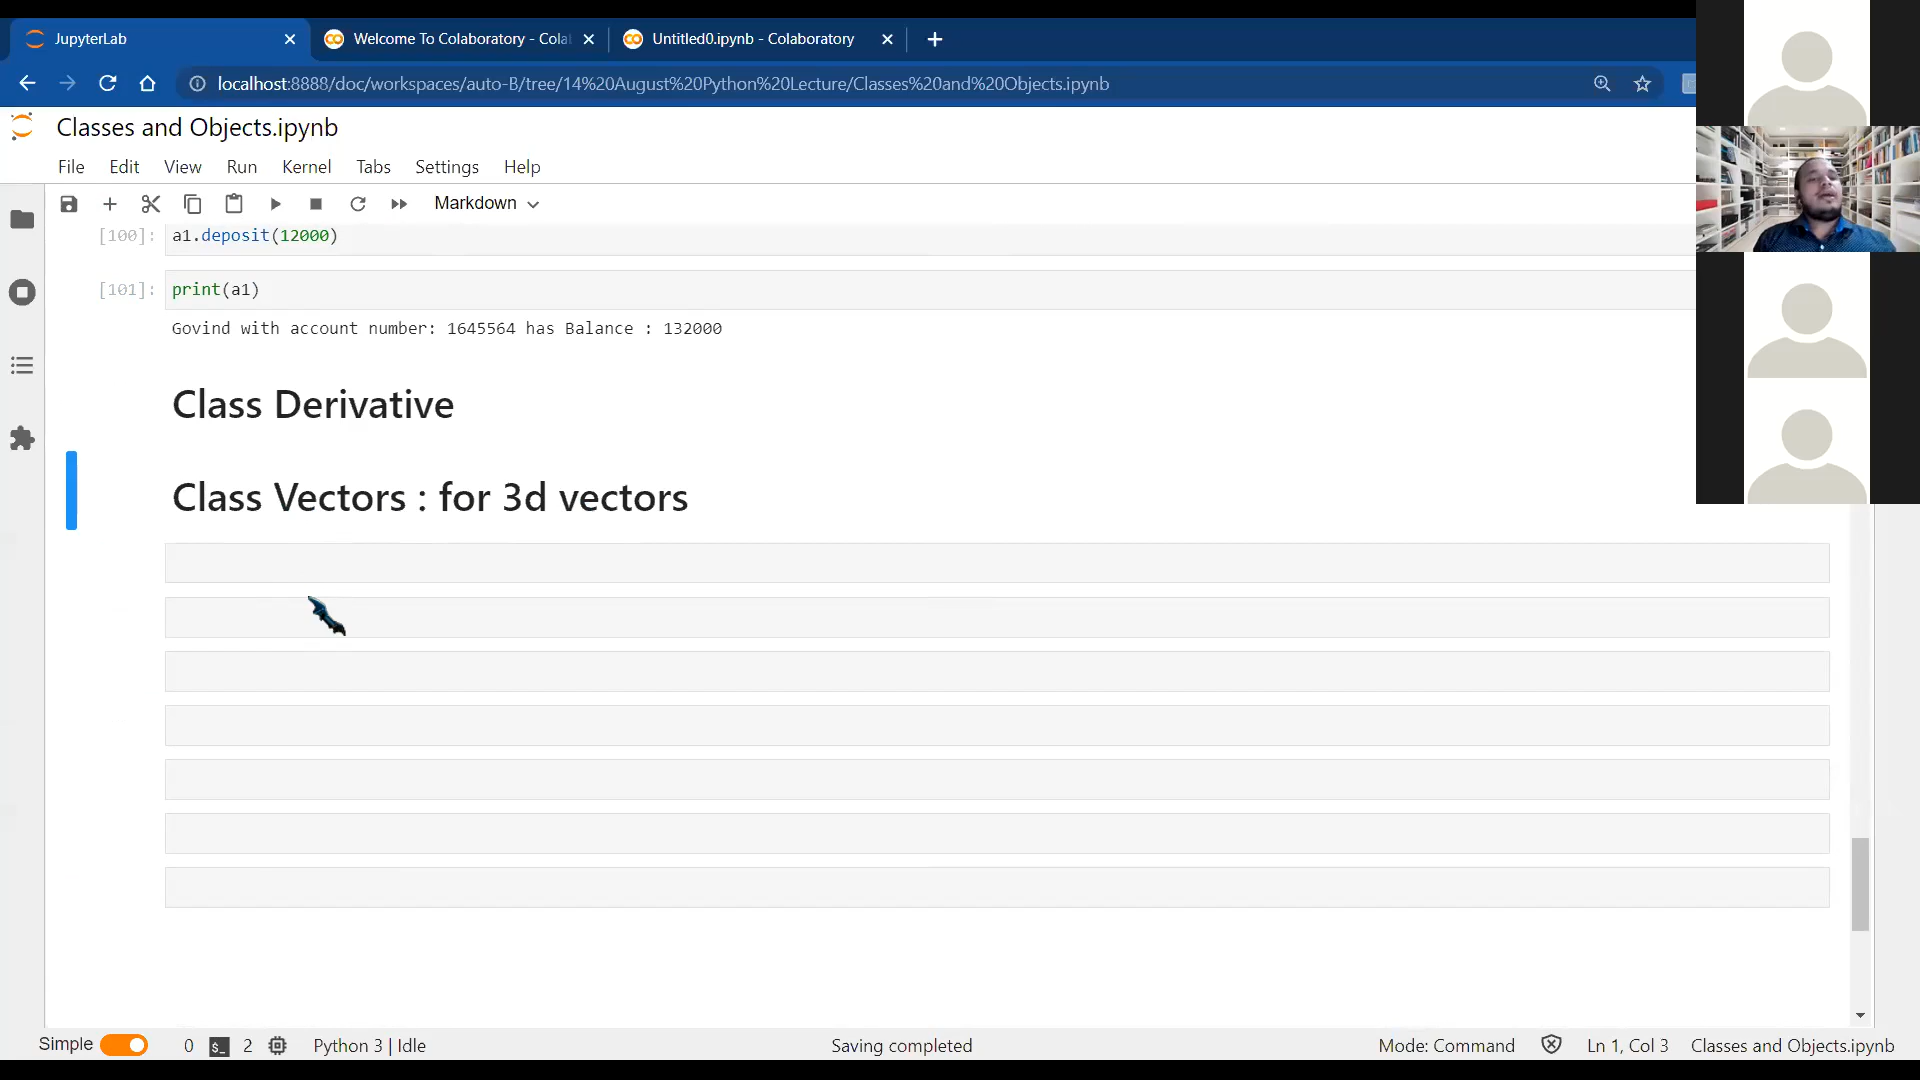 JupyterLab
Welcome To Colaboratory - Cola
Untitled0.ipynb - Colaboratory
localhost:8888/doc/workspaces/auto-B/tree/14%20August%20Python%20Lecture/Classes%20and%20Objects.ipynb
Classes and Objects.ipynb
File Edit View Run Kernel Tabs Settings Help
Markdown
[100]: a1.deposit(12000)
[101]: print(a1)
Govind with account number: 1645564 has Balance : 132000
Class Derivative
Class Vectors : for 3d vectors
Simple 0 $_ 2 Python 3 | Idle Saving completed Mode: Command Ln 1, Col 3 Classes and Objects.ipynb